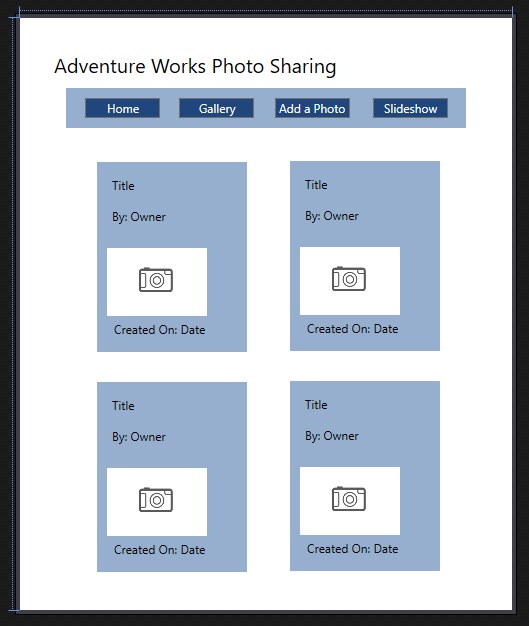 Adventure Works Photo Sharing
Home Gallery Add a Photo Slideshow
Title
By: Owner
Created On: Date
Title
By: Owner
Created On: Date
Title
By: Owner
Created On: Date
Title
By: Owner
Created On: Date